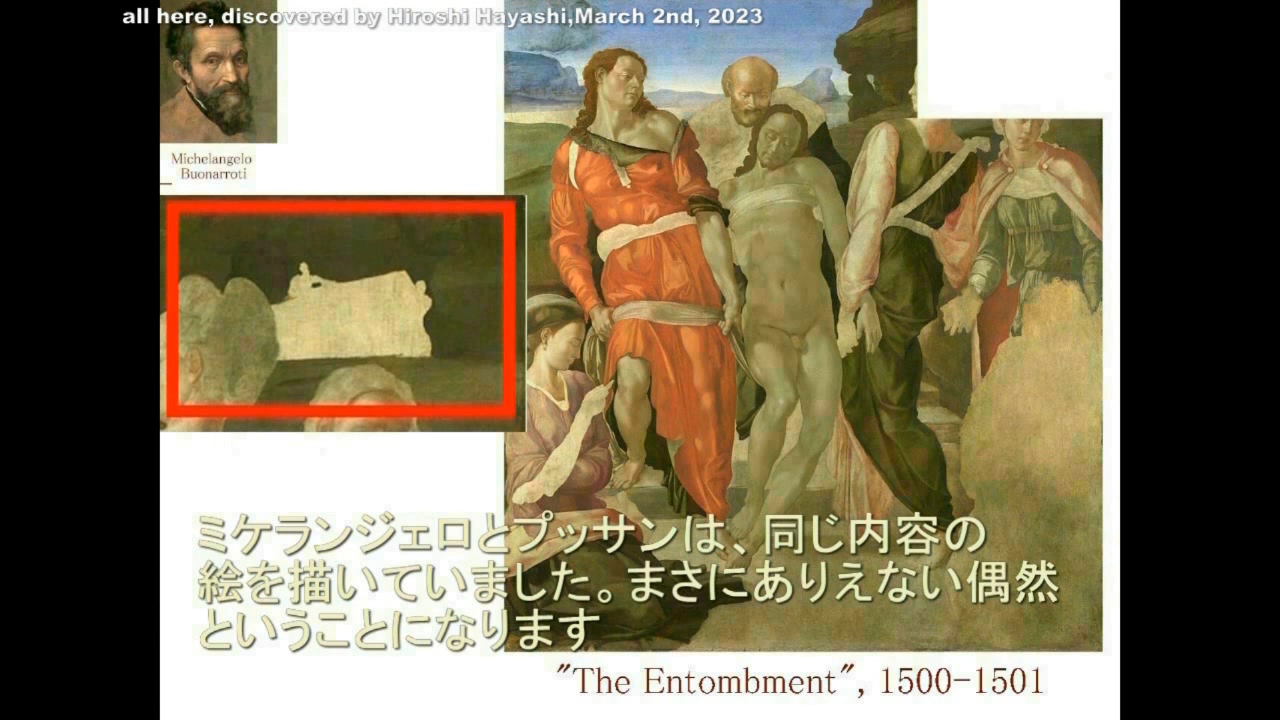 all here, discovered by Hiroshi Hayashi,March 2nd, 2023
Michelangelo
Buonarroti
ミケランジェロとプッサンは、同じ内容の
絵を描いていました。まさにありえない偶然
ということになります
"The Entombment", 1500-1501